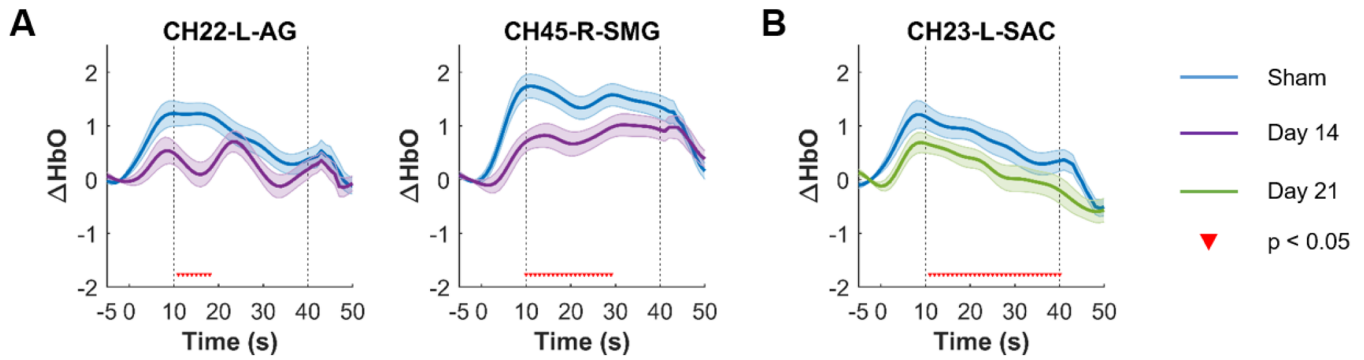 A
CH22-L-AG
ΔHbO
2
1
0
-1
-2
-5 0 10 20 30 40 50
Time (s)
CH45-R-SMG
ΔHbO
2
1
0
-1
-2
-5 0 10 20 30 40 50
Time (s)
B
CH23-L-SAC
ΔHbO
2
1
0
-1
-2
-5 0 10 20 30 40 50
Time (s)
Sham
Day 14
Day 21
p < 0.05